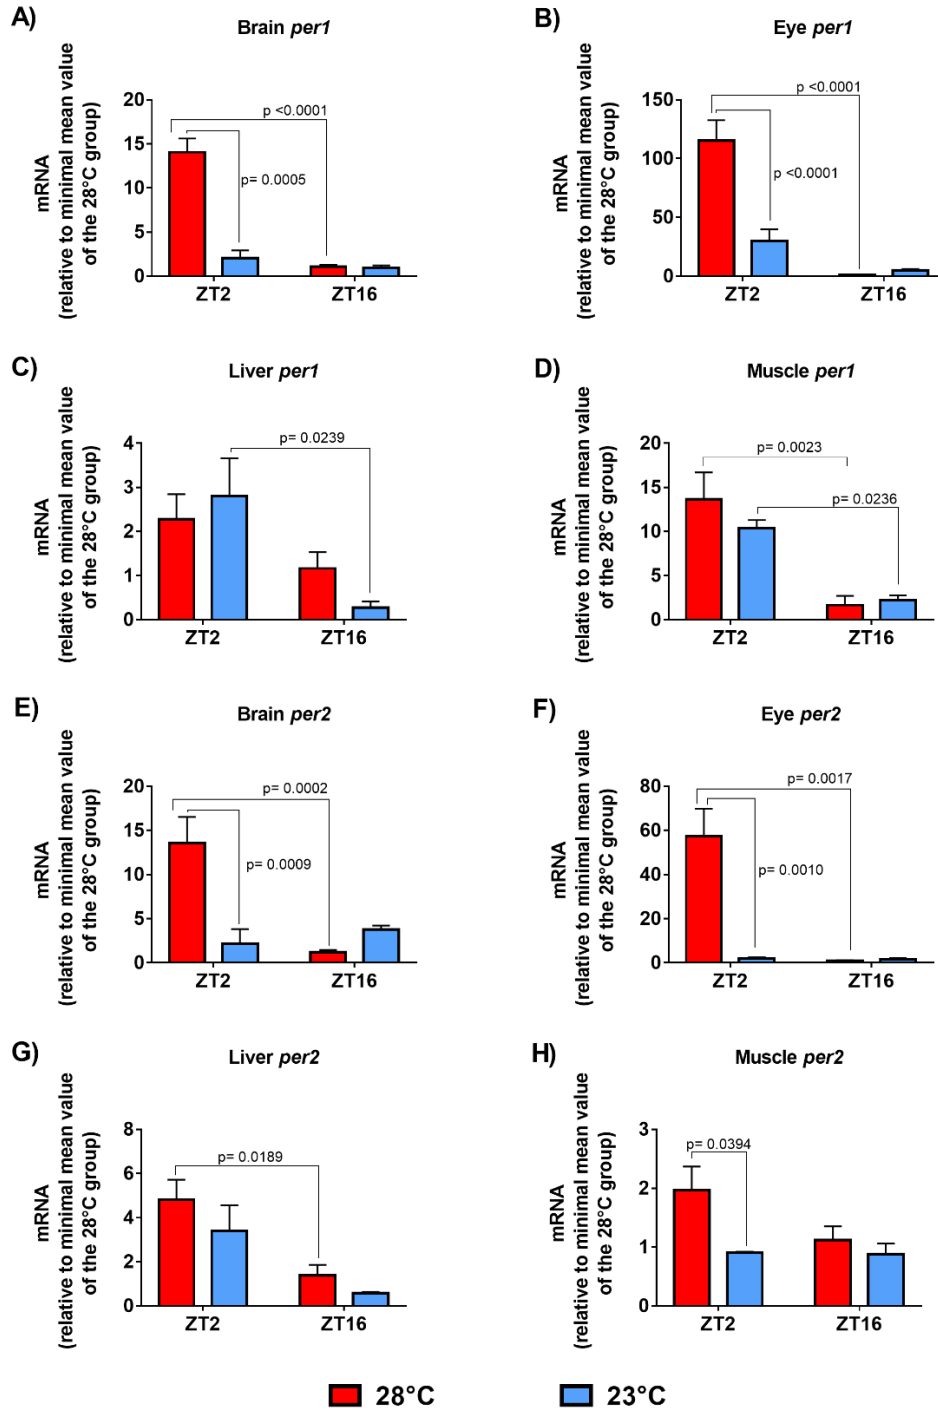 A)
Brain per1
mRNA
(relative to minimal mean value
of the 28°C group)
20
15
10
5
0
p <0.0001
p= 0.0005
ZT2
ZT16
B)
Eye per1
mRNA
(relative to minimal mean value
of the 28°C group)
150
100
50
0
p <0.0001
p <0.0001
ZT2
ZT16
C)
Liver per1
mRNA
(relative to minimal mean value
of the 28°C group)
4
3
2
1
0
p= 0.0239
ZT2
ZT16
D)
Muscle per1
mRNA
(relative to minimal mean value
of the 28°C group)
20
15
10
5
0
p= 0.0023
p= 0.0236
ZT2
ZT16
E)
Brain per2
mRNA
(relative to minimal mean value
of the 28°C group)
20
15
10
5
0
p= 0.0002
p= 0.0009
ZT2
ZT16
F)
Eye per2
mRNA
(relative to minimal mean value
of the 28°C group)
80
60
40
20
0
p= 0.0017
p= 0.0010
ZT2
ZT16
G)
Liver per2
mRNA
(relative to minimal mean value
of the 28°C group)
8
6
4
2
0
p= 0.0189
ZT2
ZT16
H)
Muscle per2
mRNA
(relative to minimal mean value
of the 28°C group)
3
2
1
0
p= 0.0394
ZT2
ZT16
28°C
23°C